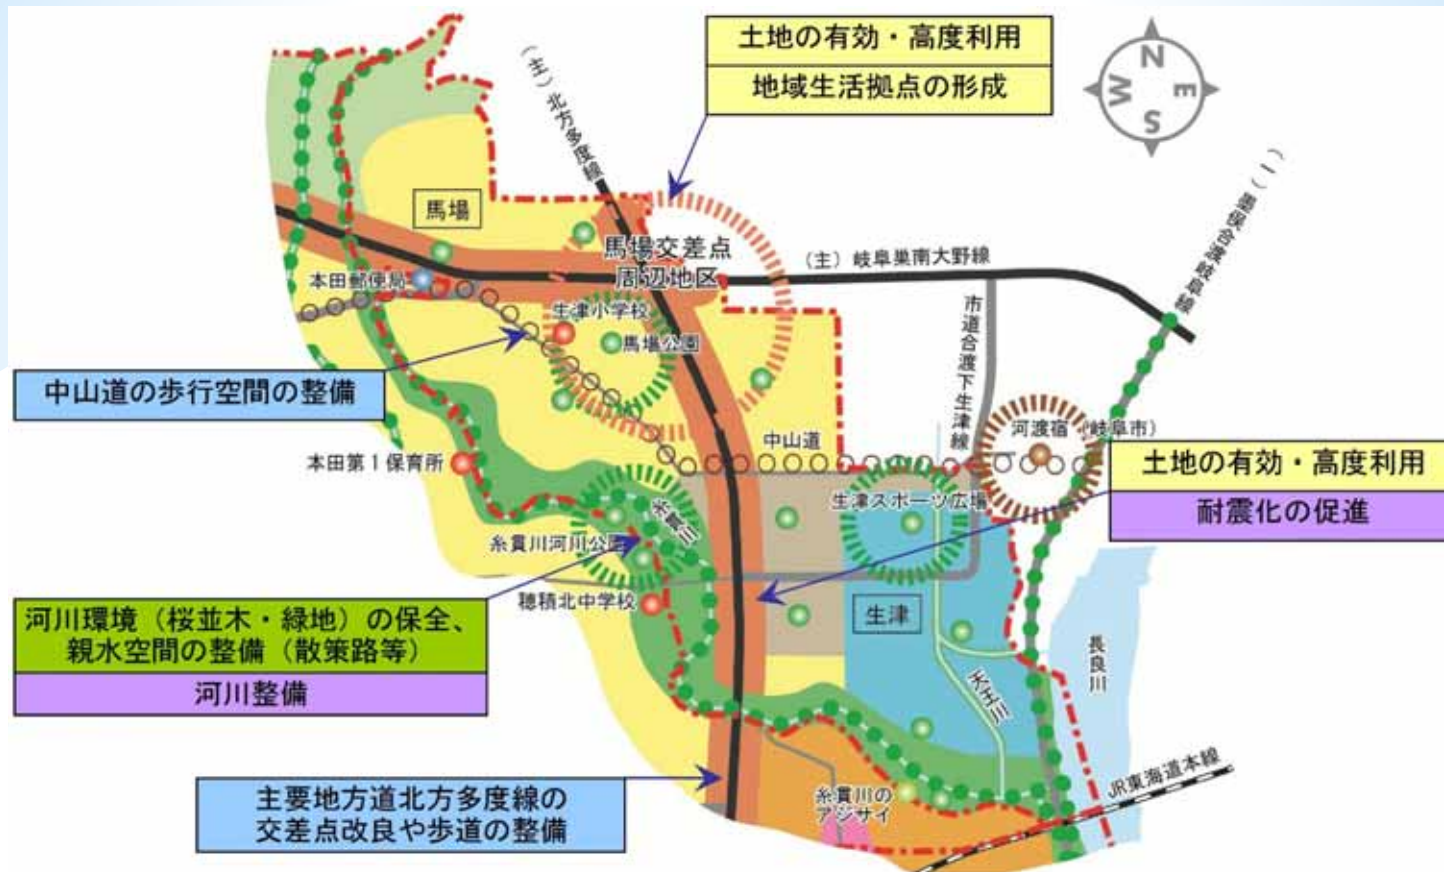 土地の有効・高度利用
地域生活拠点の形成
N
W
E
S
(主)北方多度線
(一)墨俣合渡岐阜線
馬場
馬場交差点
周辺地区
(主)岐阜巣南大野線
本田郵便局
生津小学校
馬場公園
市道合渡下生津線
中山道の歩行空間の整備
中山道
河渡宿(岐阜市)
本田第1保育所
土地の有効・高度利用
耐震化の促進
生津スポーツ広場
糸貫川
糸貫川河川公園
穂積北中学校
生津
河川環境(桜並木・緑地)の保全、
親水空間の整備(散策路等)
河川整備
長良川
天王川
主要地方道北方多度線の
交差点改良や歩道の整備
糸貫川の
アジサイ
JR東海道本線